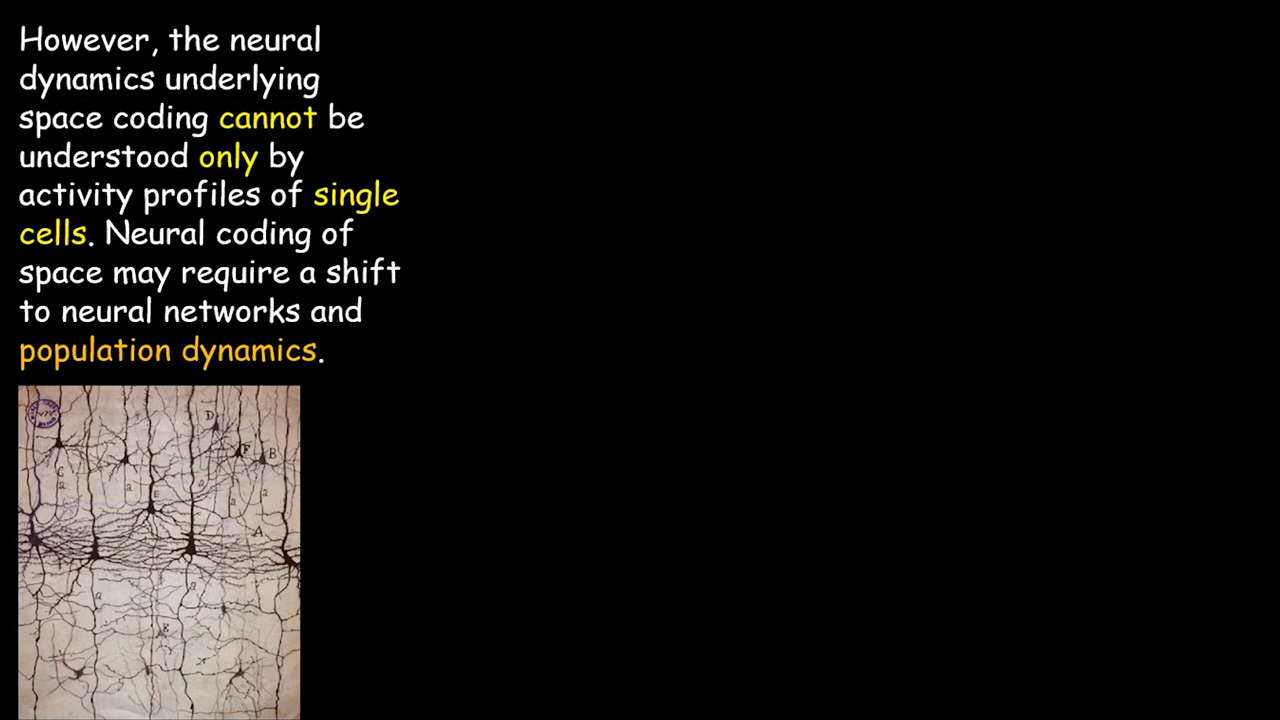 However, the neural
dynamics underlying
space coding cannot be
understood only by
activity profiles of single
cells. Neural coding of
space may require a shift
to neural networks and
population dynamics.
D
F
B
C
a
a
E
a
a
a
A
a
a
E